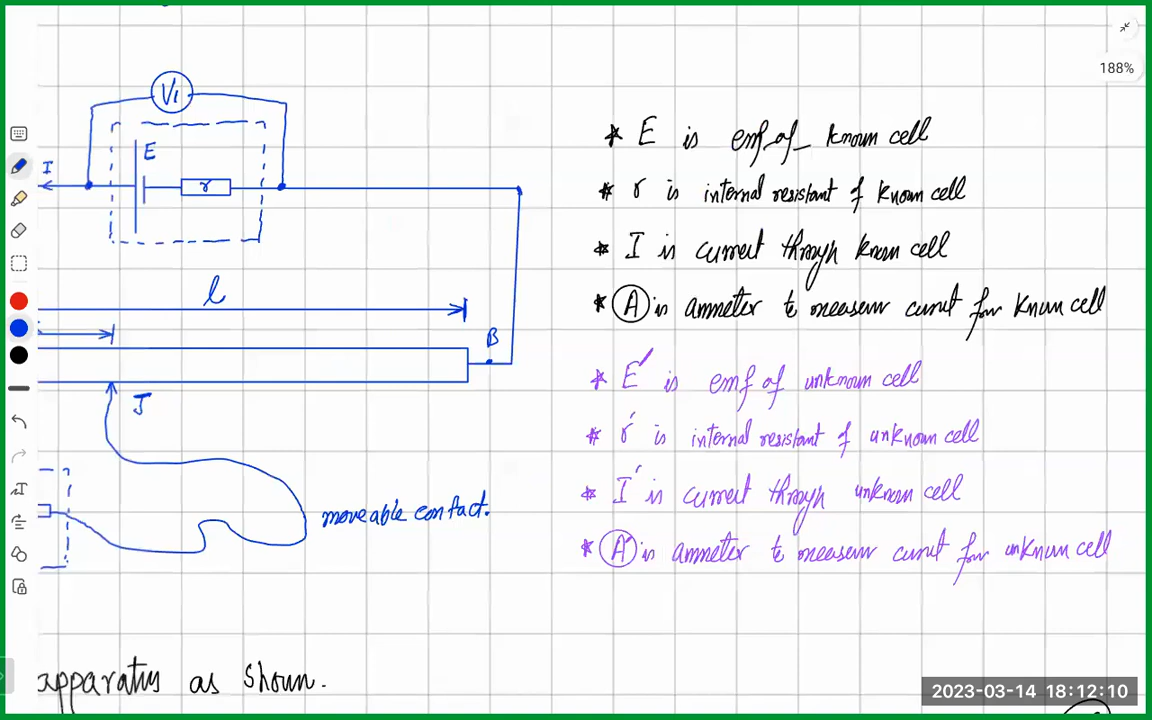 188%
V1
E
I
r
l
B
J
moveable contact.
apparatus as shown.
* E is emf of known cell
* r is internal resistant of known cell
* I is current through known cell
* A is ammeter to measure curret for known cell
* E' is emf of unknown cell
* r' is internal resistant of unknown cell
* I' is current through unknown cell
* A' is ammeter to measure curret for unknown cell
2023-03-14 18:12:10